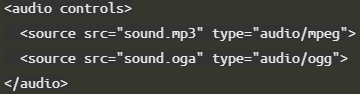 <audio controls>
  <source src="sound.mp3" type="audio/mpeg">
  <source src="sound.oga" type="audio/ogg">
</audio>